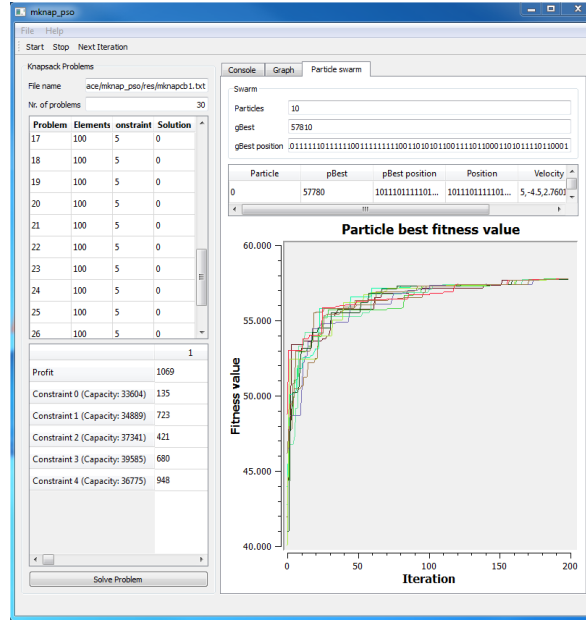 mknap_pso
File Help
Start Stop Next Iteration
Knapsack Problems
File name ace/mknap_pso/res/mknapcb1.txt
Nr. of problems 30
Problem Elements onstraint Solution
17 100 5 0
18 100 5 0
19 100 5 0
20 100 5 0
21 100 5 0
22 100 5 0
23 100 5 0
24 100 5 0
25 100 5 0
26 100 5 0
1
Profit 1069
Constraint 0 (Capacity: 33604) 135
Constraint 1 (Capacity: 34889) 723
Constraint 2 (Capacity: 37341) 421
Constraint 3 (Capacity: 39585) 680
Constraint 4 (Capacity: 36775) 948
Solve Problem
Console Graph Particle swarm
Swarm
Particles 10
gBest 57810
gBest position
Particle pBest pBest position Position Velocity
0 57780 1011101111101... 1011101111101... 5,-4.5,2.7601
Particle best fitness value
Fitness value
60.000
55.000
50.000
45.000
40.000
0 50 100 150 200
Iteration